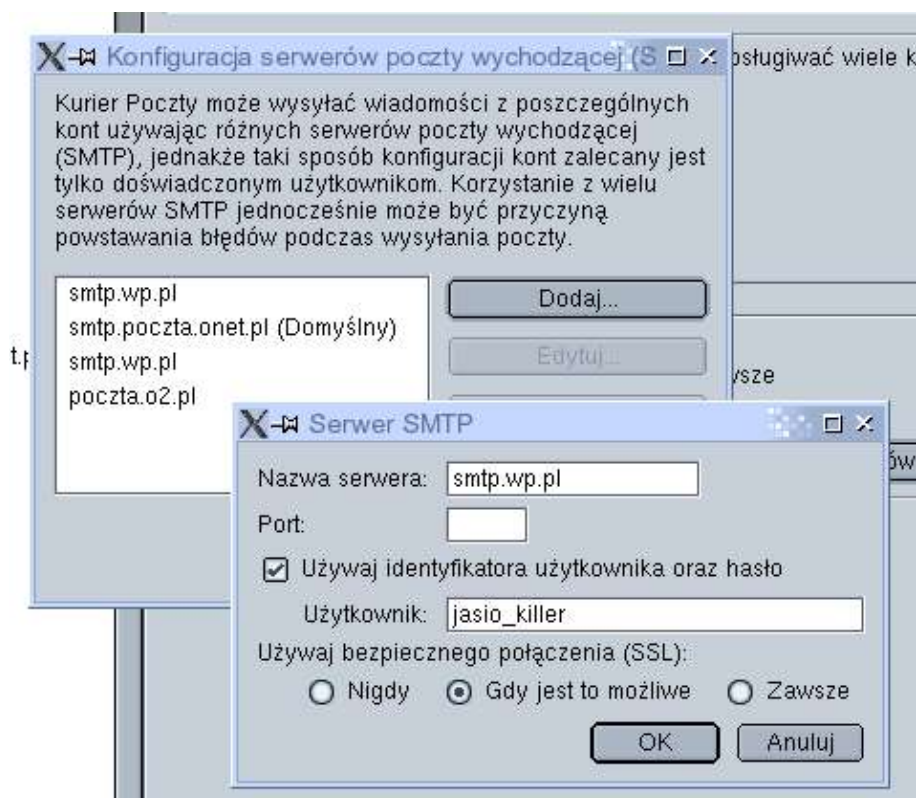 Konfiguracja serwerów poczty wychodzącej (S
bsługiwać wiele k
Kurier Poczty może wysyłać wiadomości z poszczególnych
kont używając różnych serwerów poczty wychodzącej
(SMTP), jednakże taki sposób konfiguracji kont zalecany jest
tylko doświadczonym użytkownikom. Korzystanie z wielu
serwerów SMTP jednocześnie może być przyczyną
powstawania błędów podczas wysyłania poczty.
smtp.wp.pl
smtp.poczta.onet.pl (Domyślny)
smtp.wp.pl
poczta.o2.pl
Dodaj...
Edytuj...
Serwer SMTP
Nazwa serwera: smtp.wp.pl
Port:
Używaj identyfikatora użytkownika oraz hasło
Użytkownik: jasio_killer
Używaj bezpiecznego połączenia (SSL):
Nigdy Gdy jest to możliwe Zawsze
OK Anuluj